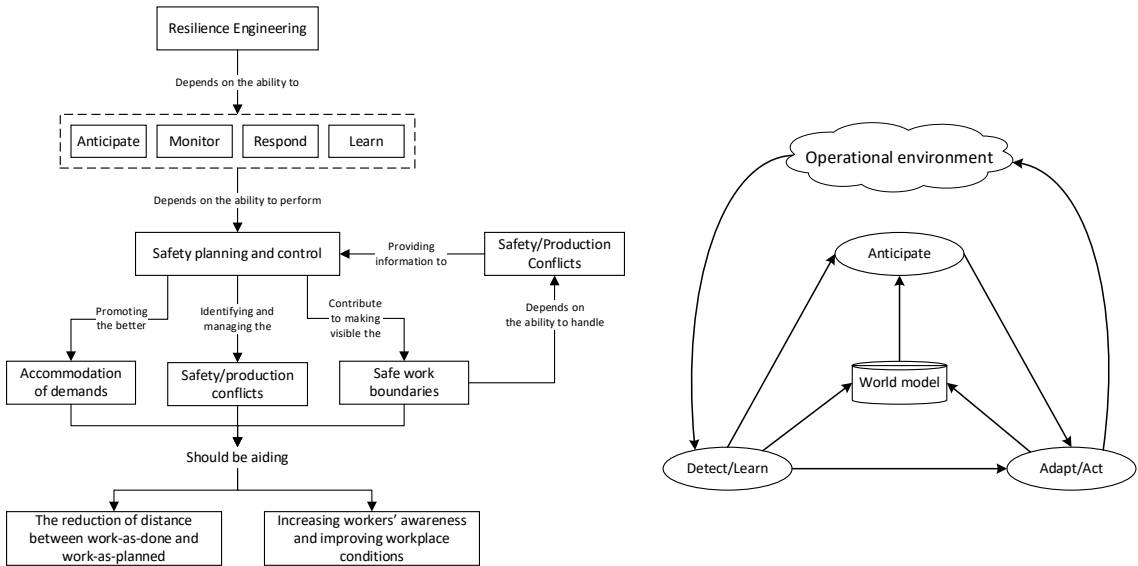 Resilience Engineering
Depends on the ability to
Anticipate
Monitor
Respond
Learn
Depends on the ability to perform
Safety planning and control
Providing
information to
Safety/Production
Conflicts
Promoting
the better
Identifying and
managing the
Contribute
to making
visible the
Depends on
the ability to handle
Accommodation
of demands
Safety/production
conflicts
Safe work
boundaries
Should be aiding
The reduction of distance
between work-as-done and
work-as-planned
Increasing workers' awareness
and improving workplace
conditions
Operational environment
Anticipate
World model
Detect/Learn
Adapt/Act